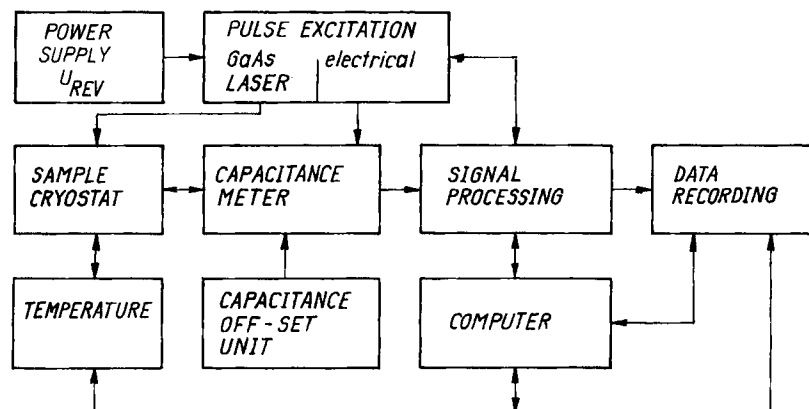 POWER
SUPPLY
U_REV
PULSE EXCITATION
GaAs electrical
LASER
SAMPLE
CRYOSTAT
CAPACITANCE
METER
SIGNAL
PROCESSING
DATA
RECORDING
TEMPERATURE
CAPACITANCE
OFF-SET
UNIT
COMPUTER